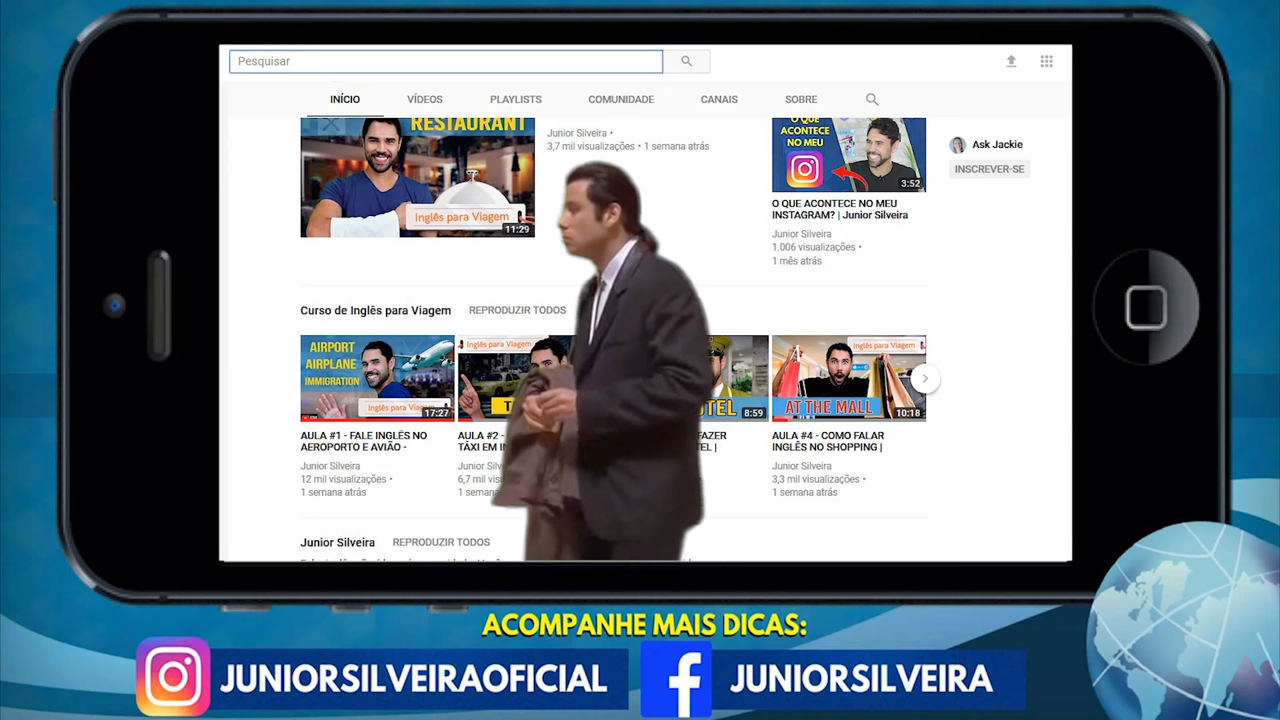 Pesquisar
INÍCIO
VÍDEOS
PLAYLISTS
COMUNIDADE
CANAIS
SOBRE
RESTAURANT
Inglês para Viagem
11:29
Junior Silveira •
3,7 mil visualizações • 1 semana atrás
O QUE
ACONTECE
NO MEU
3:52
O QUE ACONTECE NO MEU
INSTAGRAM? | Junior Silveira
Junior Silveira
1.006 visualizações •
1 mês atrás
Ask Jackie
INSCREVER-SE
Curso de Inglês para Viagem
REPRODUZIR TODOS
AIRPORT
AIRPLANE
IMMIGRATION
Inglês para Viagem
17:27
AULA #1 - FALE INGLÊS NO
AEROPORTO E AVIÃO -
Junior Silveira
12 mil visualizações •
1 semana atrás
Inglês para Viagem
AULA #2 -
TÁXI EM
Junior
6,7 mil
1 semana
8:59
FAZER
Inglês para Viagem
AT THE MALL
10:18
AULA #4 - COMO FALAR
INGLÊS NO SHOPPING |
Junior Silveira
3,3 mil visualizações •
1 semana atrás
Junior Silveira
REPRODUZIR TODOS
ACOMPANHE MAIS DICAS:
JUNIORSILVEIRAOFICIAL
JUNIORSILVEIRA